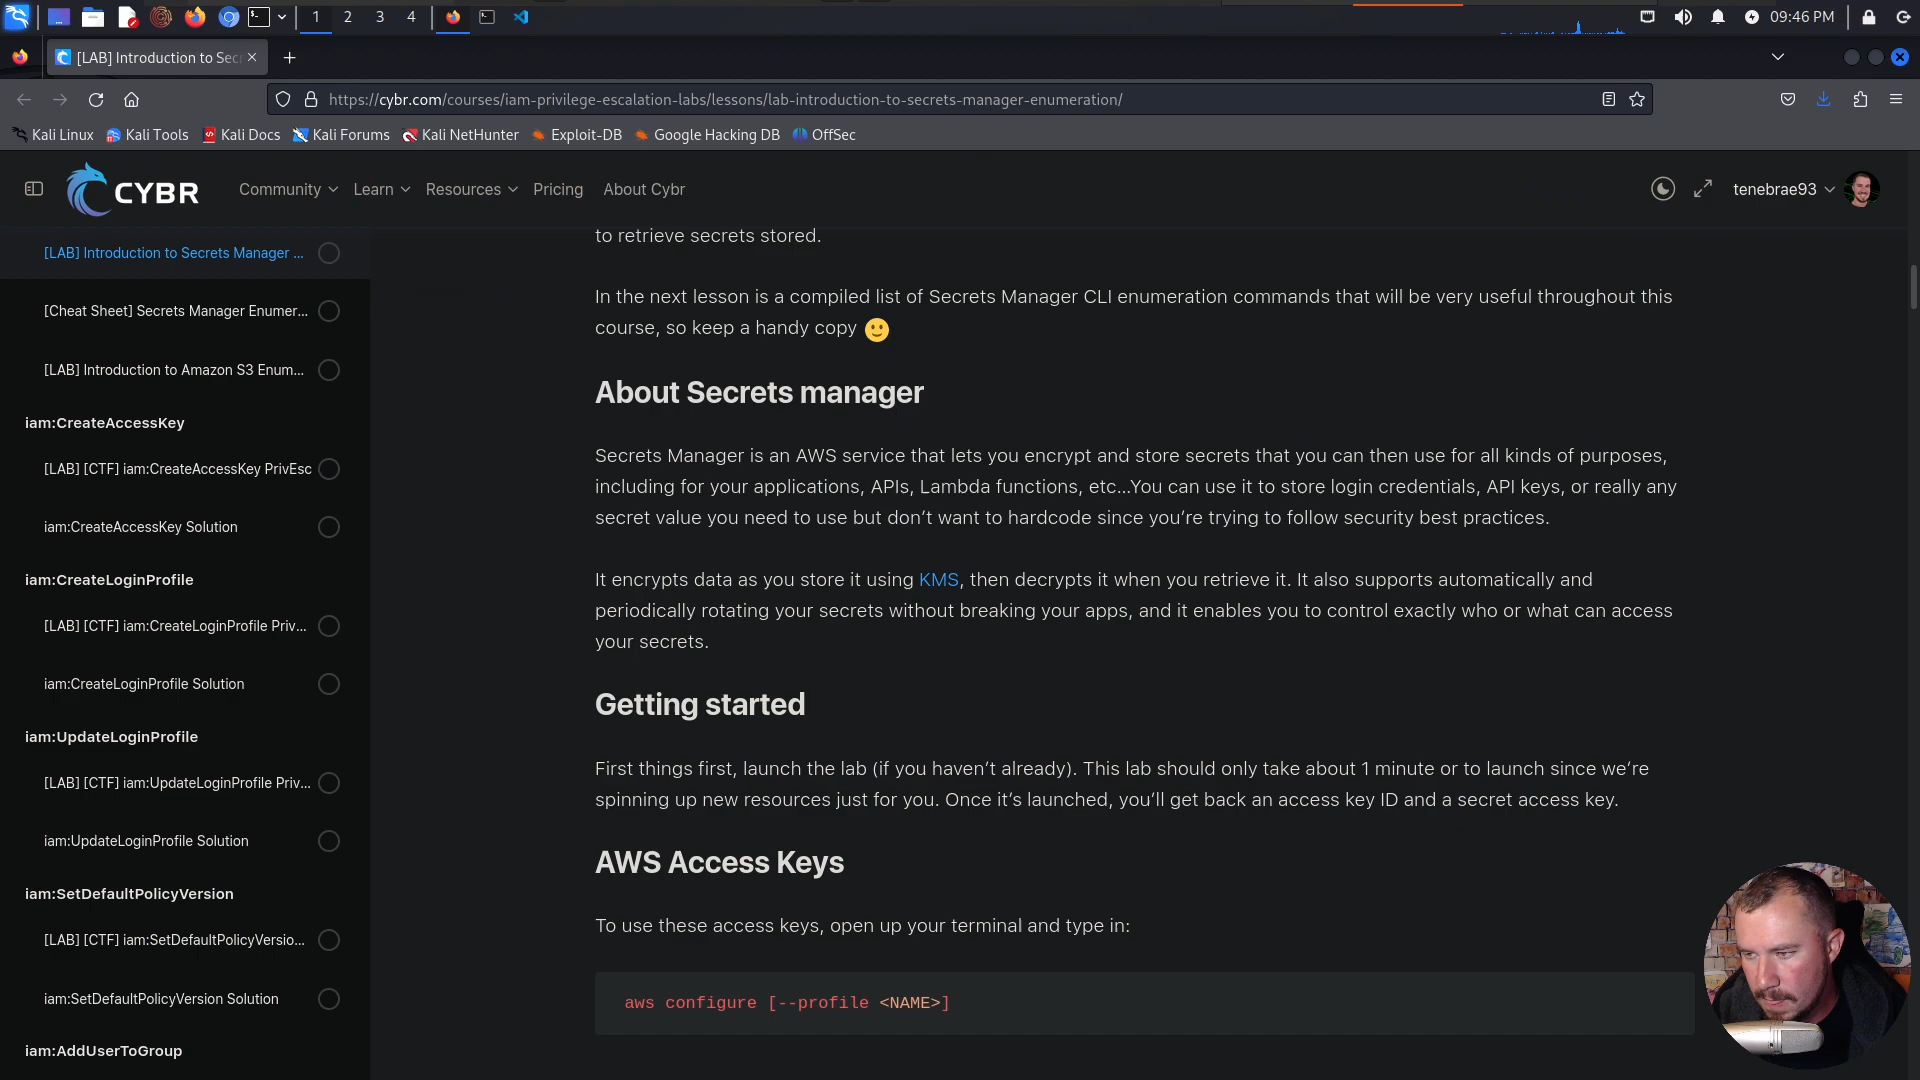 1
2
3
4
09:46 PM
[LAB] Introduction to Sec
https://cybr.com/courses/iam-privilege-escalation-labs/lessons/lab-introduction-to-secrets-manager-enumeration/
Kali Linux
Kali Tools
Kali Docs
Kali Forums
Kali NetHunter
Exploit-DB
Google Hacking DB
OffSec
CYBR
Community
Learn
Resources
Pricing
About Cybr
tenebrae93
[LAB] Introduction to Secrets Manager ...
[Cheat Sheet] Secrets Manager Enumer...
[LAB] Introduction to Amazon S3 Enum...
iam:CreateAccessKey
[LAB] [CTF] iam:CreateAccessKey PrivEsc
iam:CreateAccessKey Solution
iam:CreateLoginProfile
[LAB] [CTF] iam:CreateLoginProfile Priv...
iam:CreateLoginProfile Solution
iam:UpdateLoginProfile
[LAB] [CTF] iam:UpdateLoginProfile Priv...
iam:UpdateLoginProfile Solution
iam:SetDefaultPolicyVersion
[LAB] [CTF] iam:SetDefaultPolicyVersio...
iam:SetDefaultPolicyVersion Solution
iam:AddUserToGroup
to retrieve secrets stored.
In the next lesson is a compiled list of Secrets Manager CLI enumeration commands that will be very useful throughout this
course, so keep a handy copy 🙂
About Secrets manager
Secrets Manager is an AWS service that lets you encrypt and store secrets that you can then use for all kinds of purposes,
including for your applications, APIs, Lambda functions, etc…You can use it to store login credentials, API keys, or really any
secret value you need to use but don’t want to hardcode since you’re trying to follow security best practices.
It encrypts data as you store it using KMS, then decrypts it when you retrieve it. It also supports automatically and
periodically rotating your secrets without breaking your apps, and it enables you to control exactly who or what can access
your secrets.
Getting started
First things first, launch the lab (if you haven’t already). This lab should only take about 1 minute or to launch since we’re
spinning up new resources just for you. Once it’s launched, you’ll get back an access key ID and a secret access key.
AWS Access Keys
To use these access keys, open up your terminal and type in:
aws configure [--profile <NAME>]